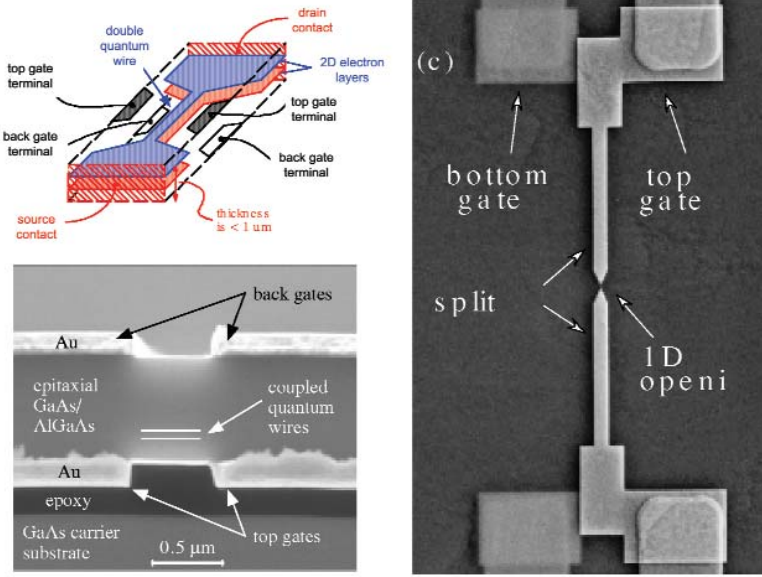 drain
contact
double
quantum
wire
2D electron
layers
top gate
terminal
top gate
terminal
back gate
terminal
back gate
terminal
source
contact
thickness
is < 1 um
back gates
Au
epitaxial
GaAs/
AlGaAs
coupled
quantum
wires
Au
epoxy
GaAs carrier
substrate
top gates
0.5 μm
(c)
bottom
gate
top
gate
split
1D
openi